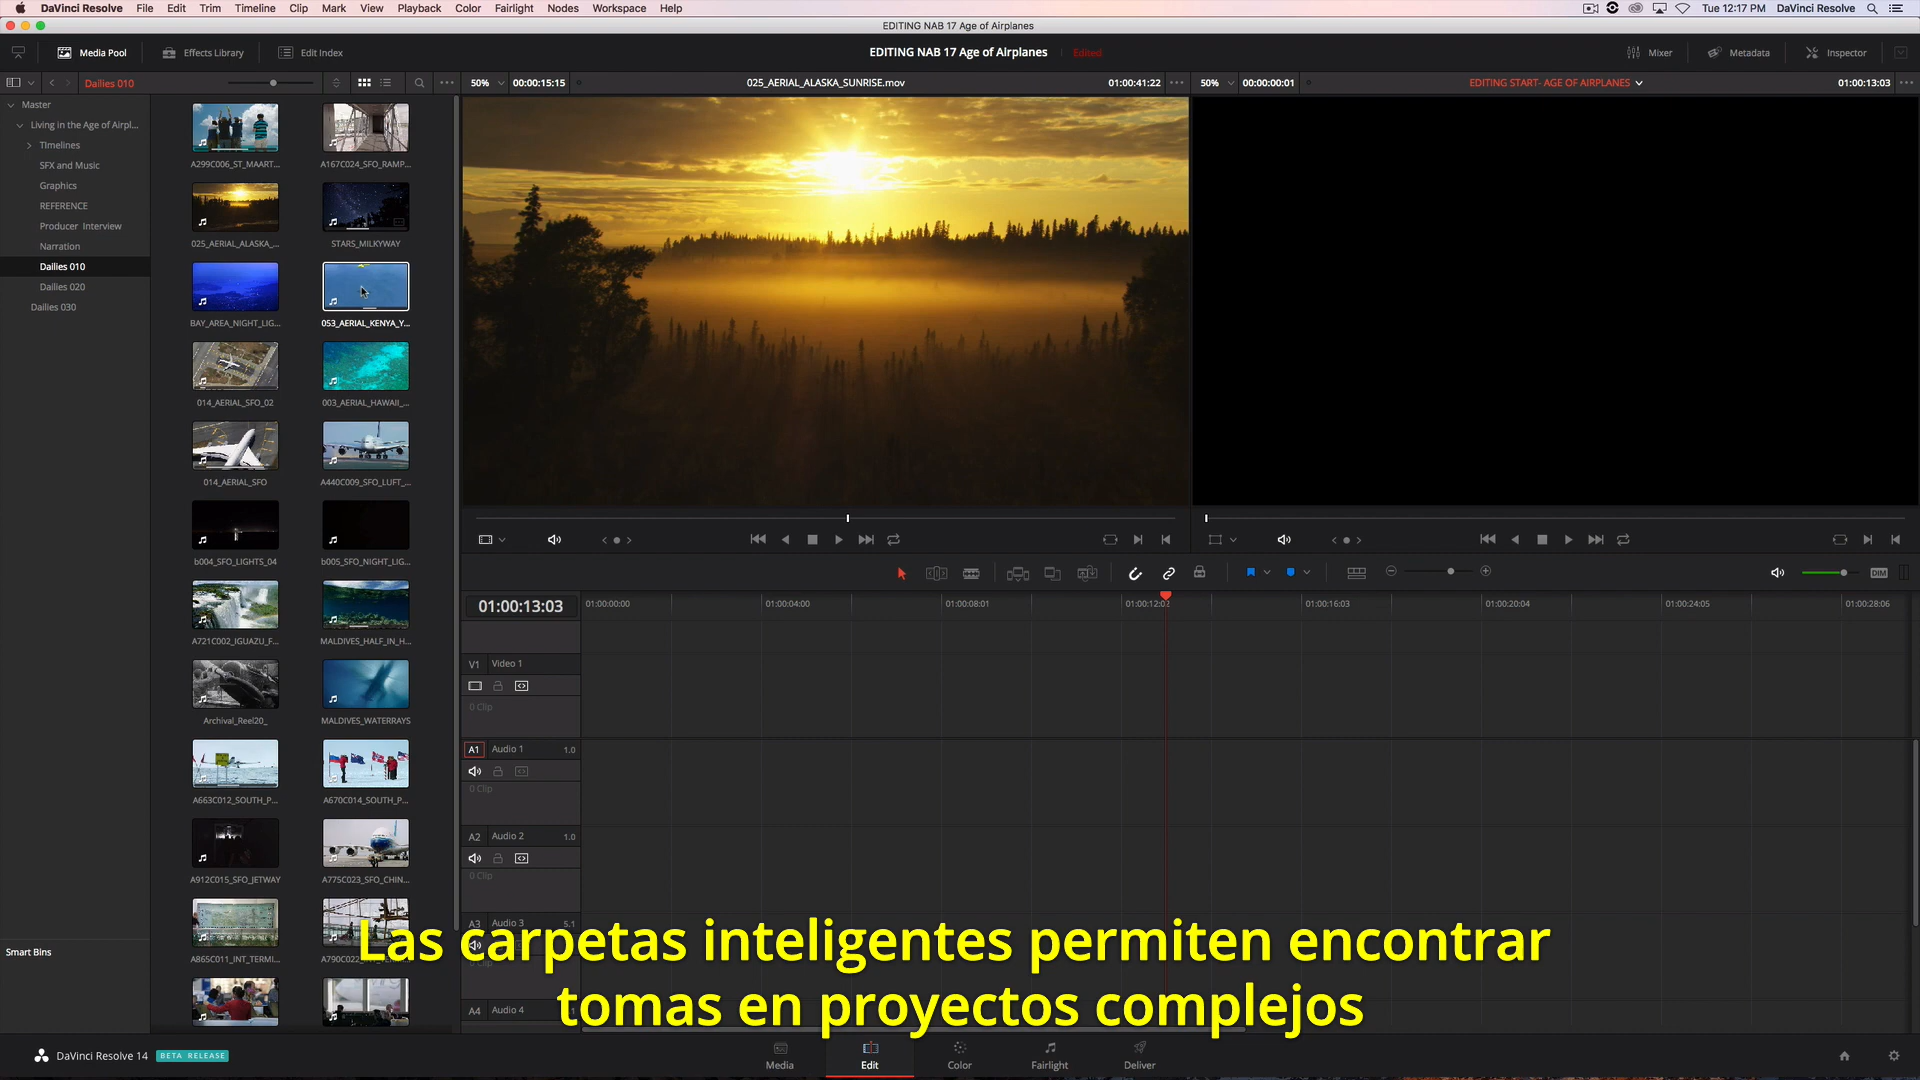 DaVinci Resolve File Edit Trim Timeline Clip Mark View Playback Color Fairlight Nodes Workspace Help
Tue 12:17 PM DaVinci Resolve
EDITING NAB 17 Age of Airplanes
Media Pool Effects Library Edit Index
EDITING NAB 17 Age of Airplanes Edited
Mixer Metadata Inspector
Dailies 010
50% 00:00:15:15 025_AERIAL_ALASKA_SUNRISE.mov 01:00:41:22
50% 00:00:00:01 EDITING START- AGE OF AIRPLANES 01:00:13:03
Master
Living in the Age of Airpl...
Timelines
SFX and Music
Graphics
REFERENCE
Producer Interview
Narration
Dailies 010
Dailies 020
Dailies 030
Smart Bins
A299C006_ST_MAART... A167C024_SFO_RAMP...
025_AERIAL_ALASKA_... STARS_MILKYWAY
BAY_AREA_NIGHT_LIG... 053_AERIAL_KENYA_Y...
014_AERIAL_SFO_02 003_AERIAL_HAWAII_...
014_AERIAL_SFO A440C009_SFO_LUFT_...
b004_SFO_LIGHTS_04 b005_SFO_NIGHT_LIG...
A721C002_IGUAZU_F... MALDIVES_HALF_IN_H...
Archival_Reel20_ MALDIVES_WATERRAYS
A663C012_SOUTH_P... A670C014_SOUTH_P...
A912C015_SFO_JETWAY A775C023_SFO_CHIN...
A865C011_INT_TERMI... A790C022_
DIM
01:00:13:03
01:00:00:00 01:00:04:00 01:00:08:01 01:00:16:03 01:00:20:04 01:00:24:05 01:00:28:06
V1 Video 1
0 Clip
A1 Audio 1 1.0
0 Clip
A2 Audio 2 1.0
0 Clip
A3 Audio 3 5.1
A4 Audio 4
Las carpetas inteligentes permiten encontrar
tomas en proyectos complejos
DaVinci Resolve 14 BETA RELEASE
Media Edit Color Fairlight Deliver